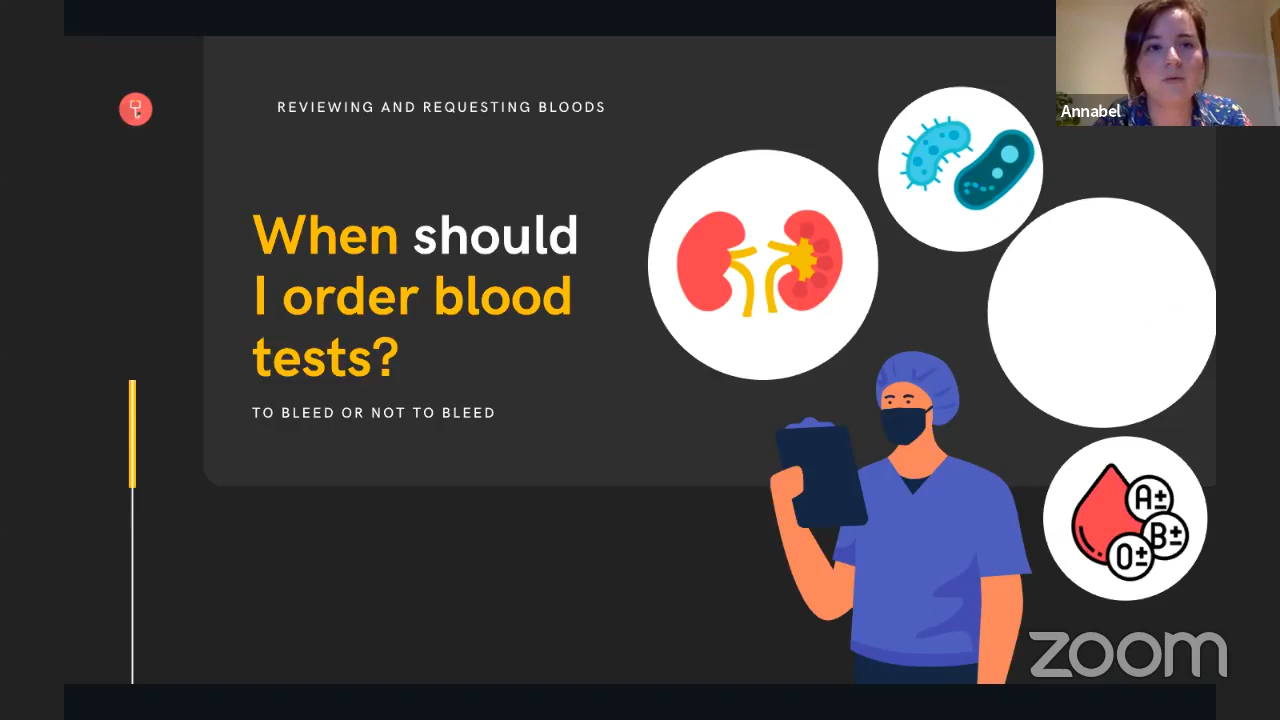 REVIEWING AND REQUESTING BLOODS
Annabel
When should
I order blood
tests?
TO BLEED OR NOT TO BLEED
A±
B±
O±
zoom